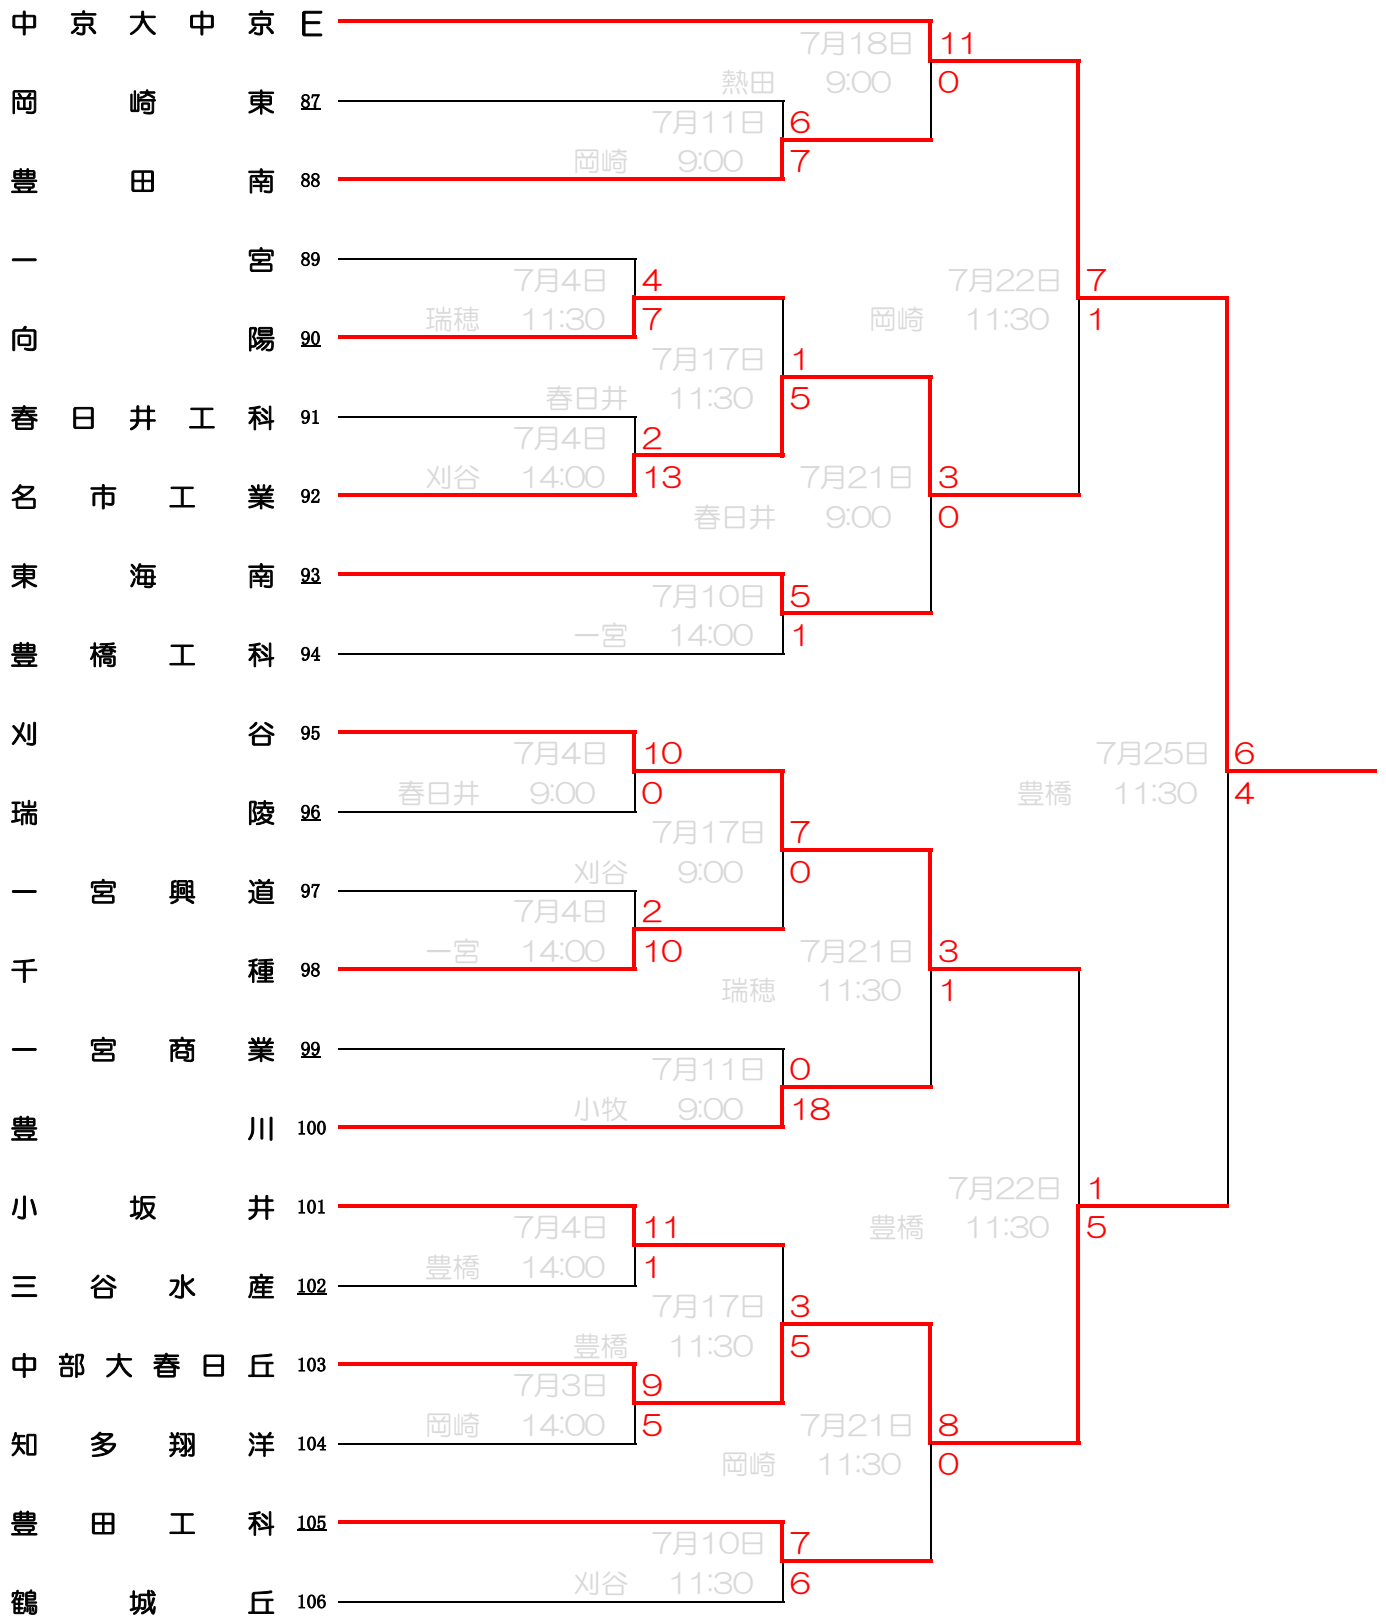 中京大中京 E
7月18日 11
熱田 9:00 0
岡崎東 87
7月11日 6
岡崎 9:00 7
豊田南 88
一宮 89
7月4日 4
7月22日 7
瑞穂 11:30 7
岡崎 11:30 1
向陽 90
7月17日 1
春日井 11:30 5
春日井工科 91
7月4日 2
刈谷 14:00 13
7月21日 3
名市工業 92
春日井 9:00 0
東海南 93
7月10日 5
一宮 14:00 1
豊橋工科 94
刈谷 95
7月4日 10
7月25日 6
春日井 9:00 0
豊橋 11:30 4
瑞陵 96
7月17日 7
刈谷 9:00 0
一宮興道 97
7月4日 2
一宮 14:00 10
7月21日 3
千種 98
瑞穂 11:30 1
一宮商業 99
7月11日 0
小牧 9:00 18
豊川 100
7月22日 1
小坂井 101
7月4日 11
豊橋 11:30 5
豊橋 14:00 1
三谷水産 102
7月17日 3
豊橋 11:30 5
中部大春日丘 103
7月3日 9
岡崎 14:00 5
7月21日 8
知多翔洋 104
岡崎 11:30 0
豊田工科 105
7月10日 7
刈谷 11:30 6
鶴城丘 106